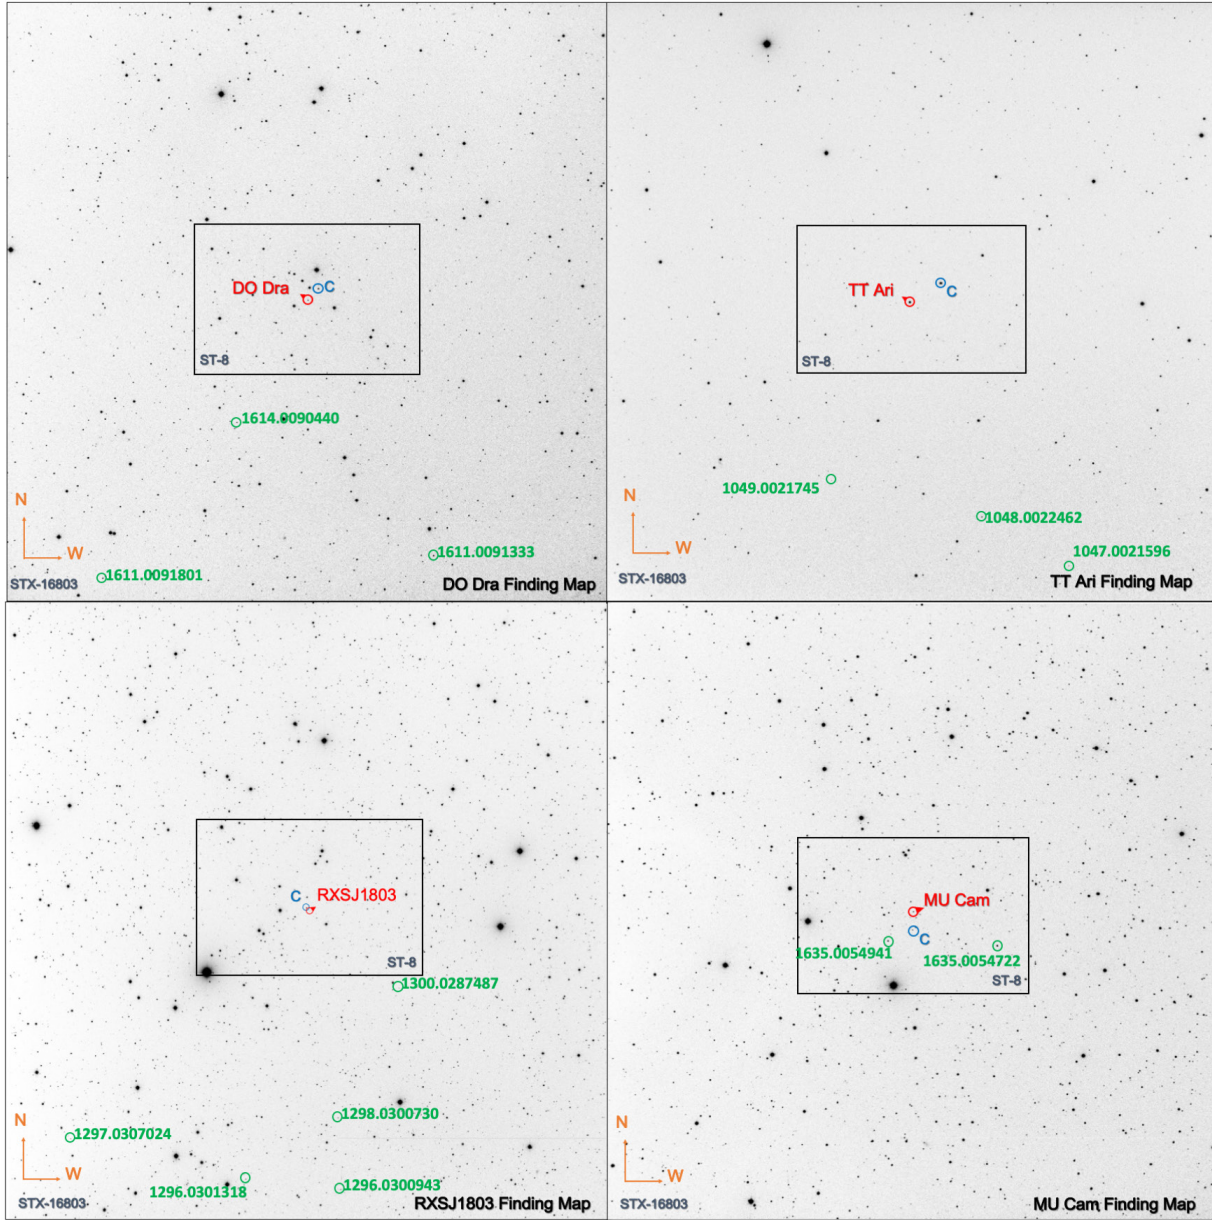 DO Dra
C
ST-8
1614.0090440
N
W
1611.0091333
1611.0091801
STX-16803
DO Dra Finding Map
TT Ari
C
ST-8
1049.0021745
N
1048.0022462
W
1047.0021596
STX-16803
TT Ari Finding Map
C
RXSJ1803
ST-8
1300.0287487
N
1298.0300730
1297.0307024
W
1296.0301318
1296.0300943
STX-16803
RXSJ1803 Finding Map
MU Cam
C
1635.0054941
1635.0054722
ST-8
N
W
STX-16803
MU Cam Finding Map